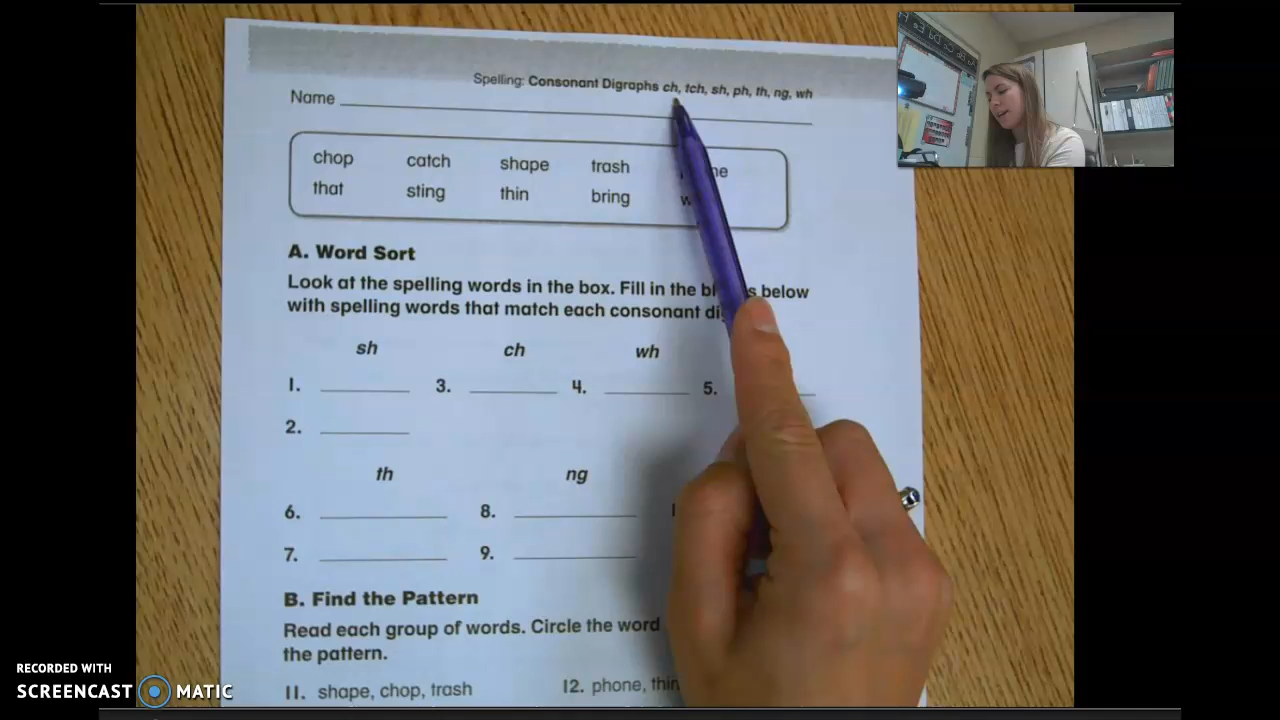 Spelling: Consonant Digraphs ch, tch, sh, ph, th, ng, wh
Name
chop catch shape trash
that sting thin bring
A. Word Sort
Look at the spelling words in the box. Fill in the below
with spelling words that match each consonant
sh ch wh
1. 3. 4. 5.
2.
th ng
6. 8.
7. 9.
B. Find the Pattern
Read each group of words. Circle the word
the pattern.
11. shape, chop, trash 12. phone,
RECORDED WITH
SCREENCAST MATIC